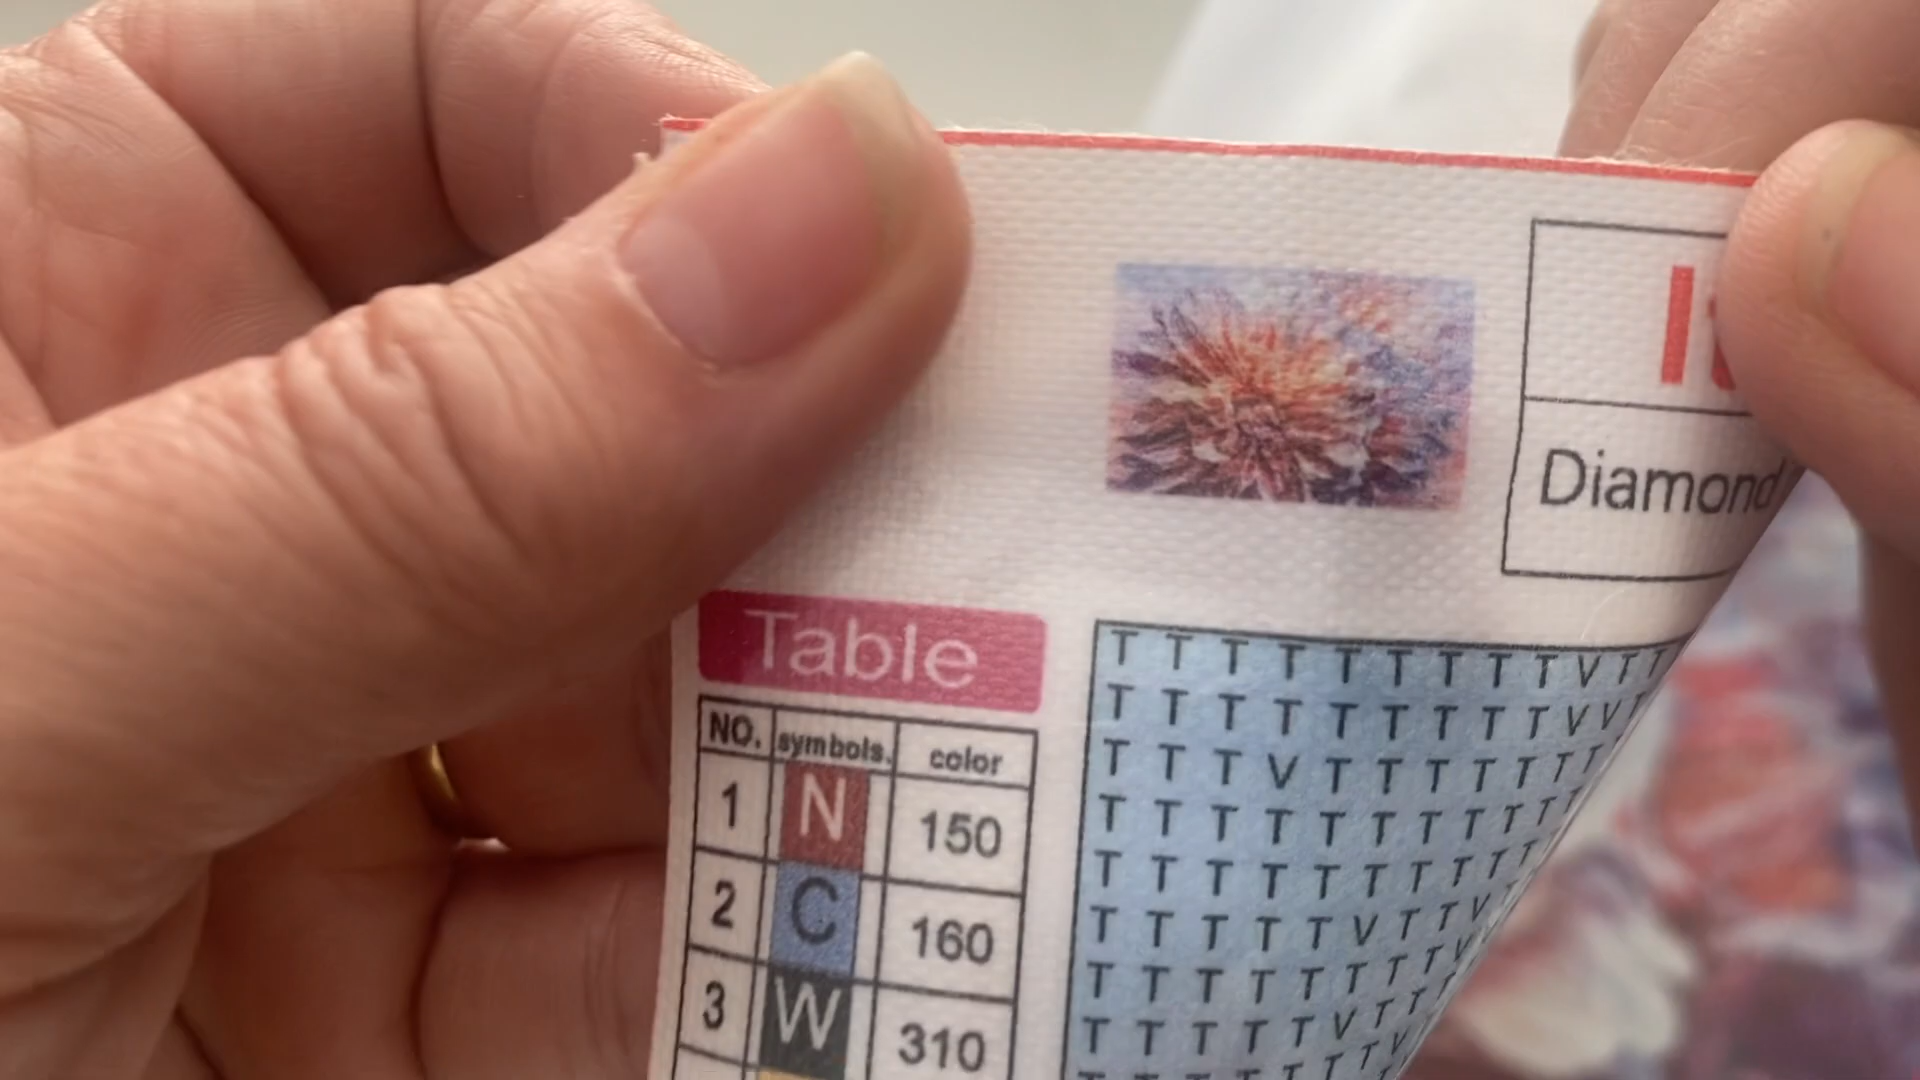 Diamond
Table
NO. symbols. color
1 N 150
2 C 160
3 W 310
T T T T T T T T T V T T
T T T T T T T T T V V T
T T T V T T T T T T T
T T T T T T T T T T
T T T T T T T T T T
T T T T T V T T V
T T T T T T T T V
T T T T T V T T